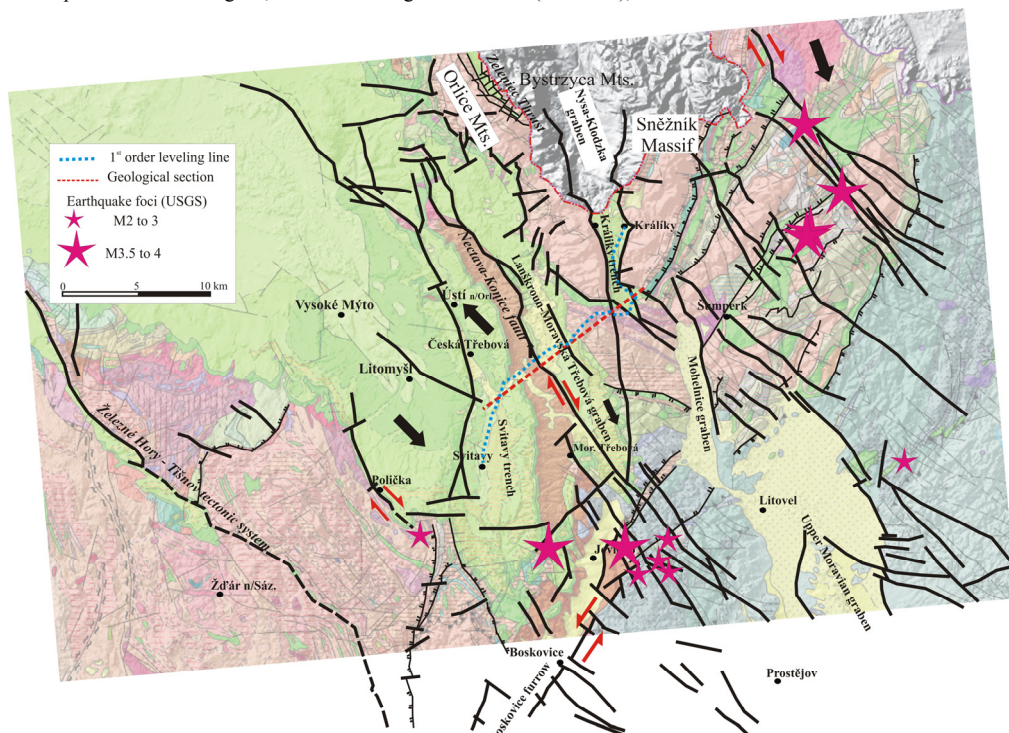 Bystrzyca Mts.
Orlice Mts.
Zeleniec Thrust
Nysa-Klodzka
graben
Sněžník
Massif
1st order leveling line
Geological section
Earthquake foci (USGS)
M2 to 3
M3.5 to 4
0 5 10 km
Králíky
Králíky trench
Nectava-Konice fault
Lanškroun-Moravská Třebová graben
Ústí n/Orl.
Vysoké Mýto
Česká Třebová
Litomyšl
Šumperk
Mohelnice graben
Svitavy trench
Svitavy
Mor. Třebová
Železné Hory - Tišnov tectonic system
Polička
Litovel
Upper Moravian
graben
Žďár n/Sáz.
Boskovice
Boskovice furrow
Prostějov